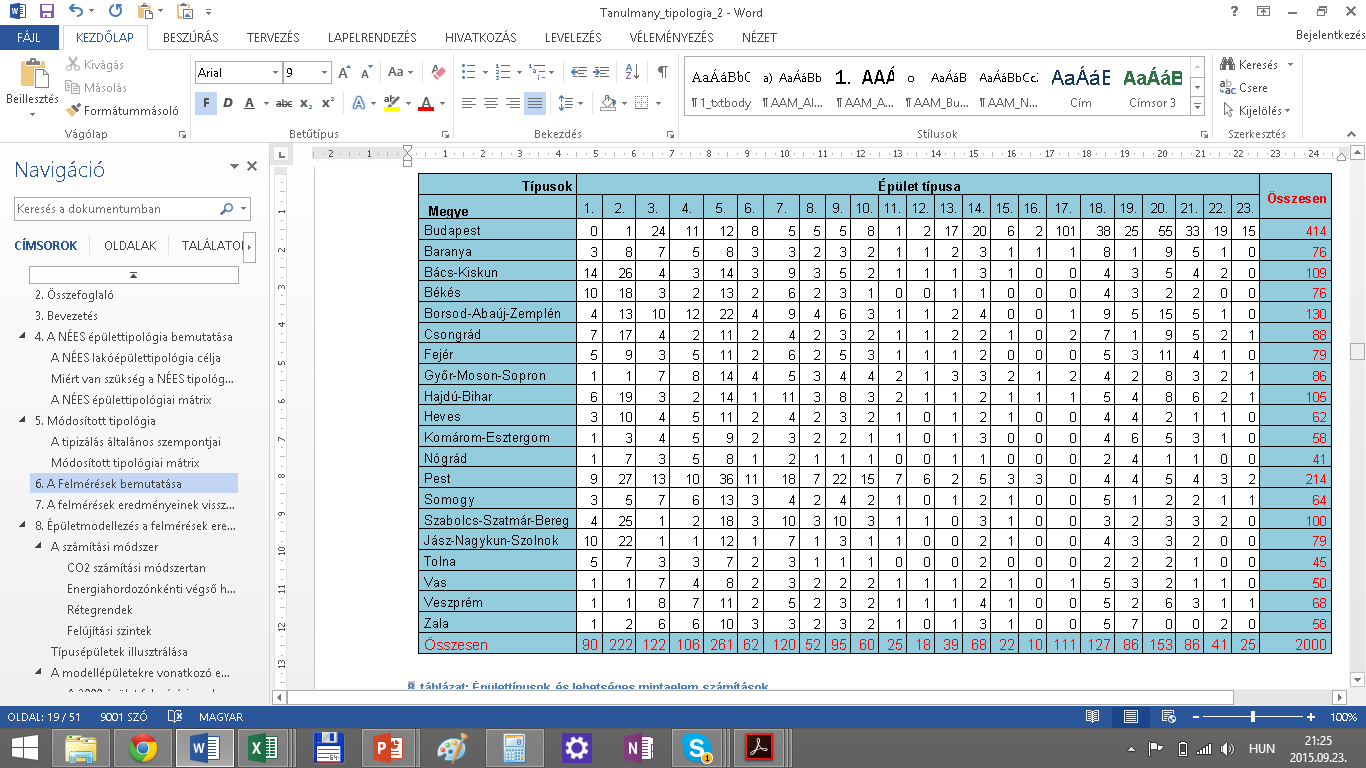 Tanulmany_tipologia_2 - Word
FÁJL KEZDŐLAP BESZÚRÁS TERVEZÉS LAPELRENDEZÉS HIVATKOZÁS LEVELEZÉS VÉLEMÉNYEZÉS NÉZET Bejelentkezés
Beillesztés
Kivágás
Másolás
Formátummásoló
Vágólap
Arial 9
F D A abc x₂ x²
Betűtípus
Bekezdés
AaÁáBbC a) AaÁáBb 1. AAÁ o AaÁáB AaÁáBbCc. AaÁáE AaÁáB
¶ 1_txtbody ¶ AAM_Al... ¶ AAM_A... ¶ AAM_Bu... ¶ AAM_N... Cím Címsor 3
Stílusok
Keresés
Csere
Kijelölés
Szerkesztés
Navigáció
Keresés a dokumentumban
CÍMSOROK OLDALAK TALÁLATO
2. Összefoglaló
3. Bevezetés
4. A NÉES épülettipológia bemutatása
A NÉES lakóépülettipológia célja
Miért van szükség a NÉES tipológ...
A NÉES épülettipológiai mátrix
5. Módosított tipológia
A tipizálás általános szempontjai
Módosított tipológiai mátrix
6. A Felmérések bemutatása
7. A felmérések eredményeinek vissz...
8. Épületmodellezés a felmérések ere...
A számítási módszer
CO2 számítási módszertan
Energiahordozónkénti végső h...
Rétegrendek
Felújítási szintek
Típusépületek illusztrálása
A modellépületekre vonatkozó e...
Típusok Épület típusa Összesen
Megye 1. 2. 3. 4. 5. 6. 7. 8. 9. 10. 11. 12. 13. 14. 15. 16. 17. 18. 19. 20. 21. 22. 23.
Budapest 0 1 24 11 12 8 5 5 5 8 1 2 17 20 6 2 101 38 25 55 33 19 15 414
Baranya 3 8 7 5 8 3 3 2 3 2 1 1 2 3 1 1 1 8 1 9 5 1 0 76
Bács-Kiskun 14 26 4 3 14 3 9 3 5 2 1 1 1 3 1 0 0 4 3 5 4 2 0 109
Békés 10 18 3 2 13 2 6 2 3 1 0 0 1 1 0 0 0 4 3 2 2 0 0 76
Borsod-Abaúj-Zemplén 4 13 10 12 22 4 9 4 6 3 1 1 2 4 0 0 1 9 5 15 5 1 0 130
Csongrád 7 17 4 2 11 2 4 2 3 2 1 1 1 2 1 0 2 7 1 9 5 2 1 88
Fejér 5 9 3 5 11 2 6 2 5 3 1 1 1 2 0 0 0 5 3 11 4 1 0 79
Győr-Moson-Sopron 1 1 7 8 14 4 5 3 4 4 2 1 3 3 2 1 2 4 2 8 3 2 1 86
Hajdú-Bihar 6 19 3 2 14 1 11 3 8 3 2 1 1 2 1 1 1 5 4 8 6 2 1 105
Heves 3 10 4 5 11 2 4 2 3 2 1 0 1 2 0 0 0 4 4 2 1 1 0 62
Komárom-Esztergom 1 3 4 5 9 2 3 2 2 1 1 0 1 3 0 0 0 4 6 5 3 1 0 58
Nógrád 1 7 3 5 8 1 2 1 1 1 0 0 0 1 0 0 0 2 4 1 1 0 0 41
Pest 9 27 13 10 36 11 18 7 22 15 7 6 2 5 3 3 0 4 4 5 4 3 2 214
Somogy 3 5 7 6 13 3 4 2 4 2 1 0 1 2 1 0 0 5 1 2 2 1 1 64
Szabolcs-Szatmár-Bereg 4 25 1 2 18 3 10 3 10 3 1 1 0 3 1 0 0 3 2 3 3 2 0 100
Jász-Nagykun-Szolnok 10 22 1 1 12 1 7 1 3 1 1 0 0 1 0 0 0 4 3 3 2 0 0 79
Tolna 5 7 3 3 7 2 3 1 1 1 0 0 0 2 0 0 0 2 2 2 1 0 0 45
Vas 1 1 7 4 8 2 3 2 2 2 1 1 1 2 1 0 1 5 3 2 1 1 0 50
Veszprém 1 1 8 7 11 2 5 2 3 2 1 1 1 4 1 0 0 5 2 6 3 1 1 68
Zala 1 2 6 6 10 3 3 2 2 2 1 0 1 3 1 0 0 5 7 0 0 2 0 58
Összesen 90 222 122 106 261 62 120 52 95 60 25 18 39 68 22 10 111 127 86 153 86 41 25 2000
8. táblázat: Épülettípusok és lehetséges mintaelem számítások
OLDAL: 19 / 51 9001 SZÓ MAGYAR 100%
HUN
21:25
2015.09.23.